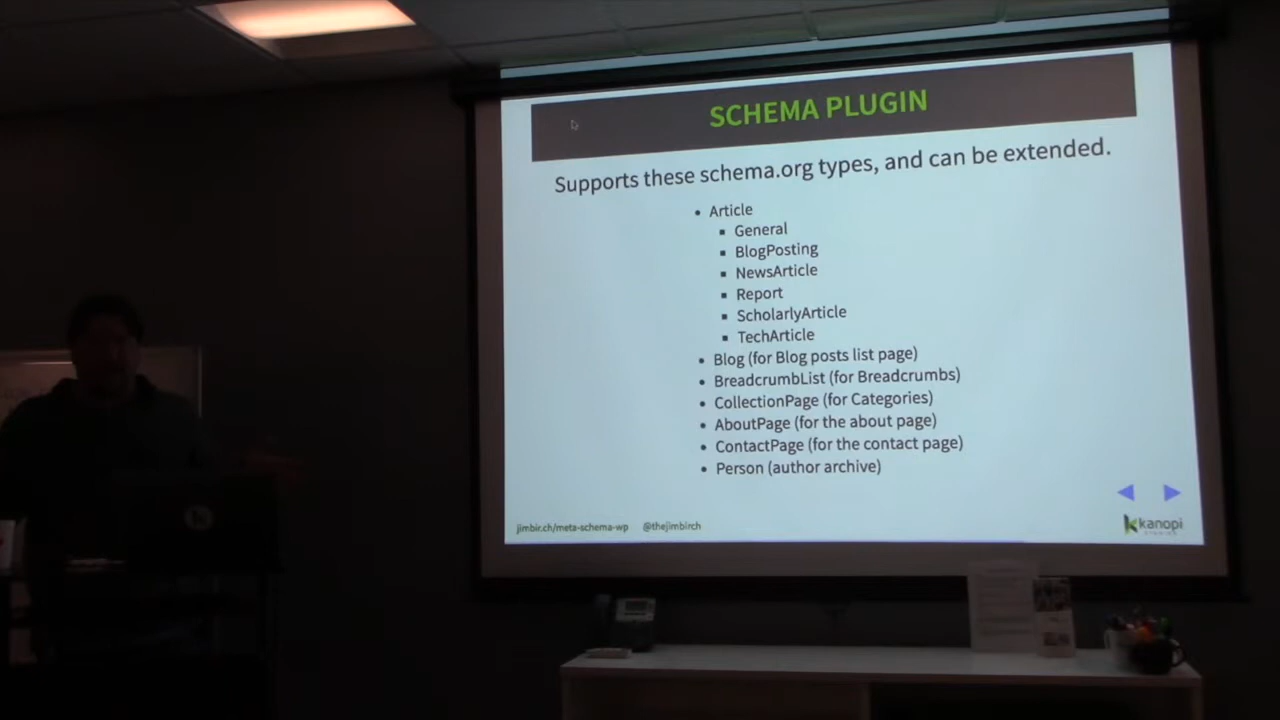 SCHEMA PLUGIN
Supports these schema.org types, and can be extended.
Article
General
BlogPosting
NewsArticle
Report
ScholarlyArticle
TechArticle
Blog (for Blog posts list page)
BreadcrumbList (for Breadcrumbs)
CollectionPage (for Categories)
AboutPage (for the about page)
ContactPage (for the contact page)
Person (author archive)
jimbir.ch/meta-schema-wp @thejimbirch
kanopi